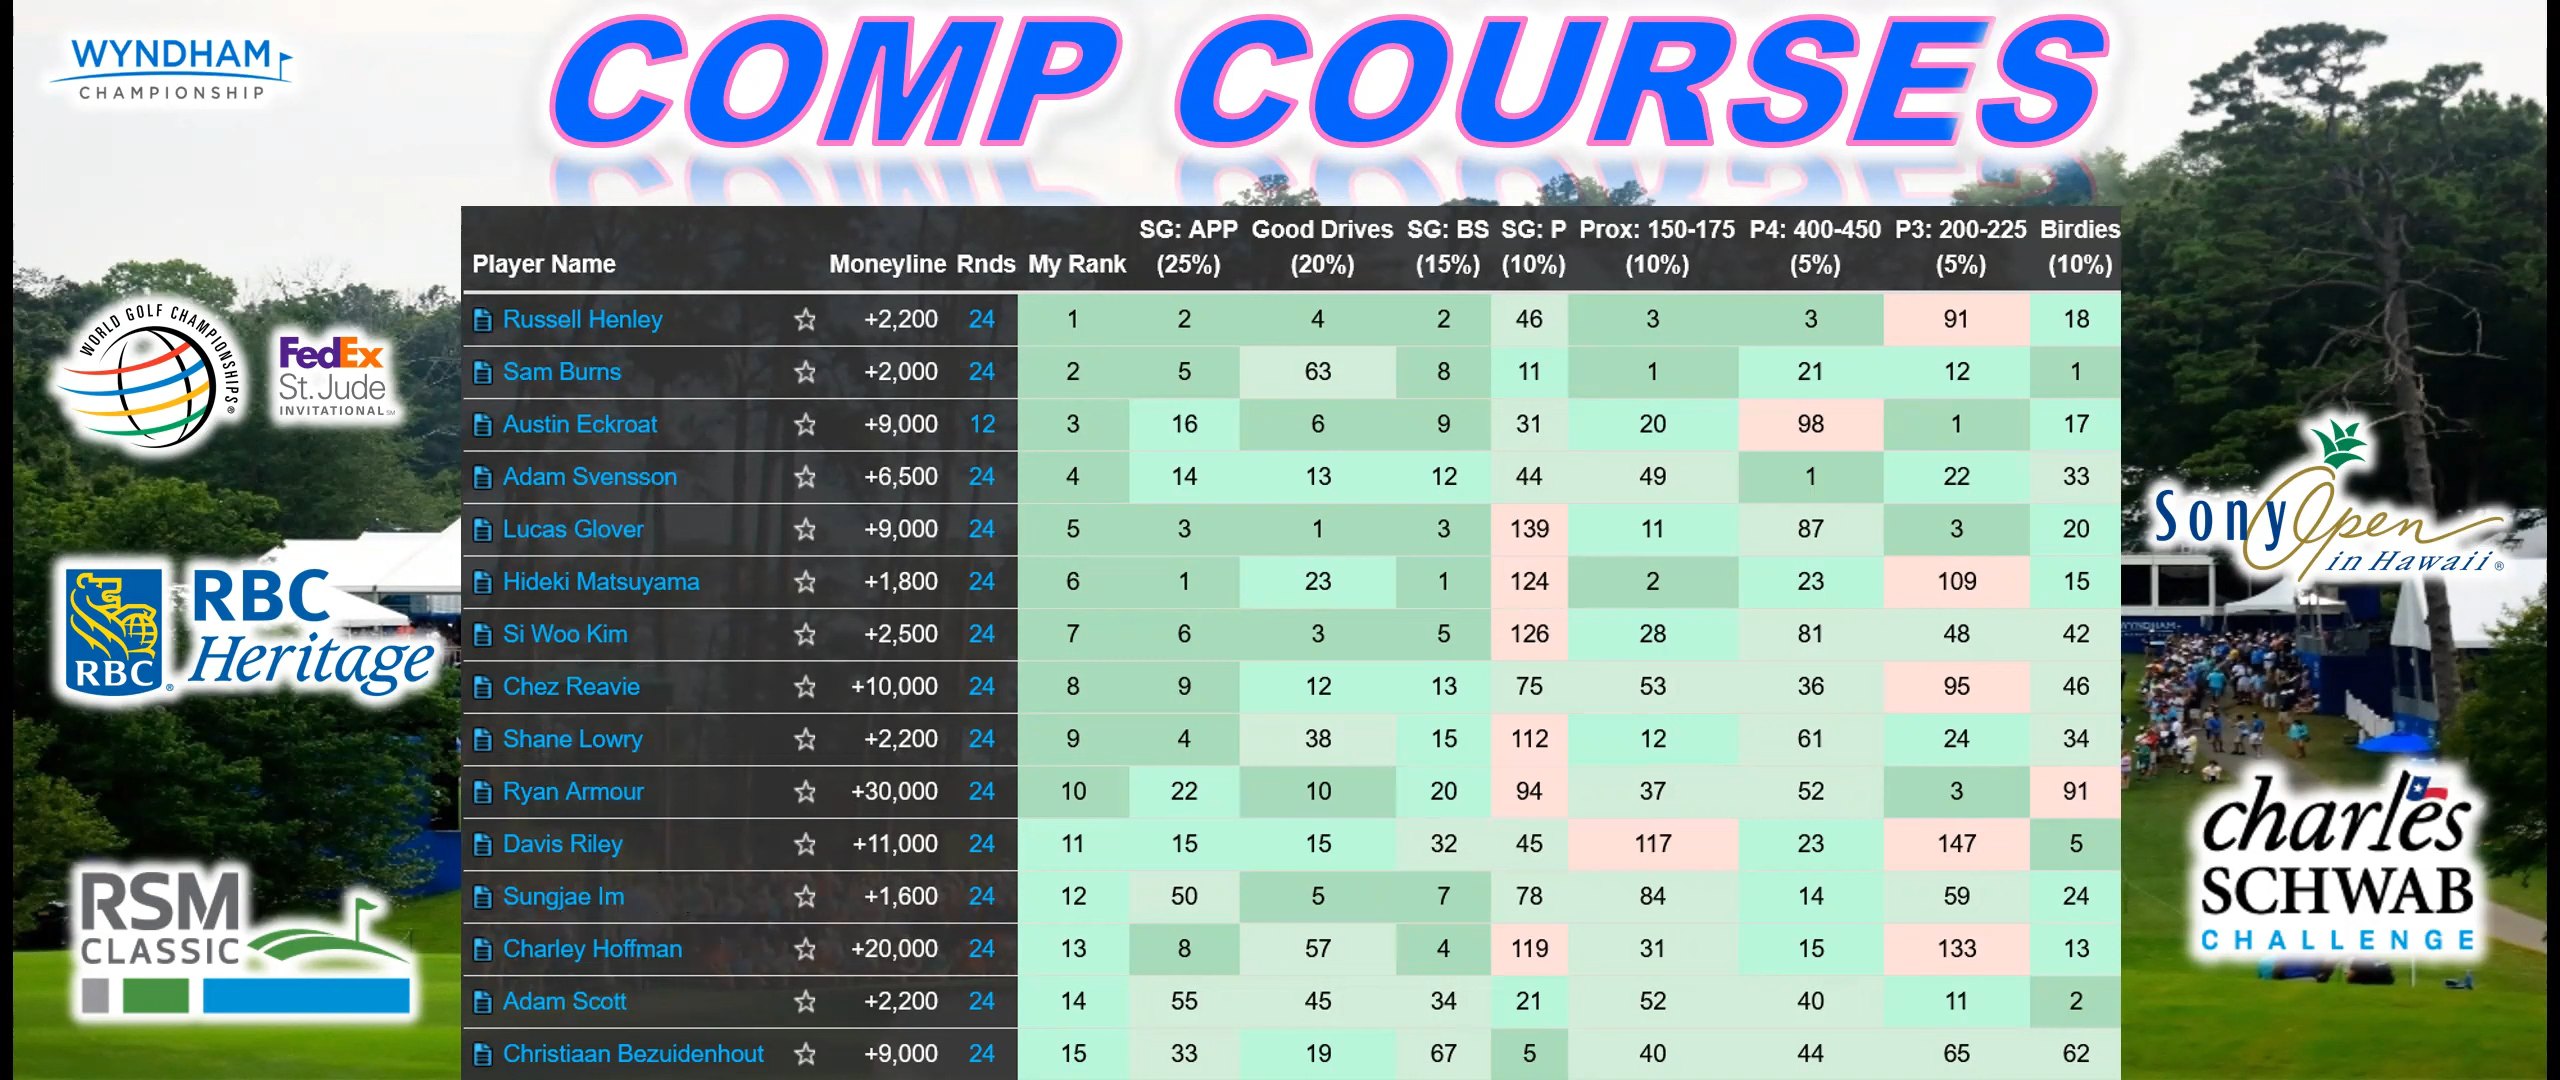 COMP COURSES
WYNDHAM
CHAMPIONSHIP
WORLD GOLF CHAMPIONSHIPS®
FedEx
St. Jude
INVITATIONAL SM
RBC
RBC ®
Heritage
RSM
CLASSIC
Sony Open
in Hawaii®
charles
SCHWAB
CHALLENGE
WYNDHAM
SG: APP Good Drives SG: BS SG: P Prox: 150-175 P4: 400-450 P3: 200-225 Birdies
Player Name Moneyline Rnds My Rank (25%) (20%) (15%) (10%) (10%) (5%) (5%) (10%)
Russell Henley +2,200 24 1 2 4 2 46 3 3 91 18
Sam Burns +2,000 24 2 5 63 8 11 1 21 12 1
Austin Eckroat +9,000 12 3 16 6 9 31 20 98 1 17
Adam Svensson +6,500 24 4 14 13 12 44 49 1 22 33
Lucas Glover +9,000 24 5 3 1 3 139 11 87 3 20
Hideki Matsuyama +1,800 24 6 1 23 1 124 2 23 109 15
Si Woo Kim +2,500 24 7 6 3 5 126 28 81 48 42
Chez Reavie +10,000 24 8 9 12 13 75 53 36 95 46
Shane Lowry +2,200 24 9 4 38 15 112 12 61 24 34
Ryan Armour +30,000 24 10 22 10 20 94 37 52 3 91
Davis Riley +11,000 24 11 15 15 32 45 117 23 147 5
Sungjae Im +1,600 24 12 50 5 7 78 84 14 59 24
Charley Hoffman +20,000 24 13 8 57 4 119 31 15 133 13
Adam Scott +2,200 24 14 55 45 34 21 52 40 11 2
Christiaan Bezuidenhout +9,000 24 15 33 19 67 5 40 44 65 62